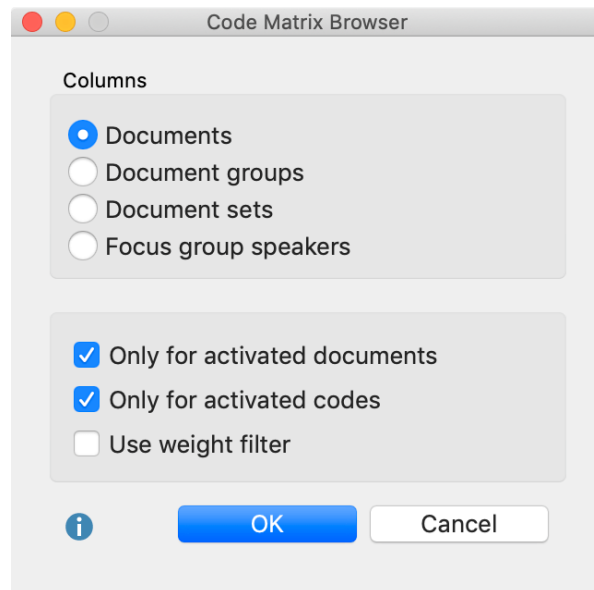 Code Matrix Browser
Columns
Documents
Document groups
Document sets
Focus group speakers
Only for activated documents
Only for activated codes
Use weight filter
OK Cancel